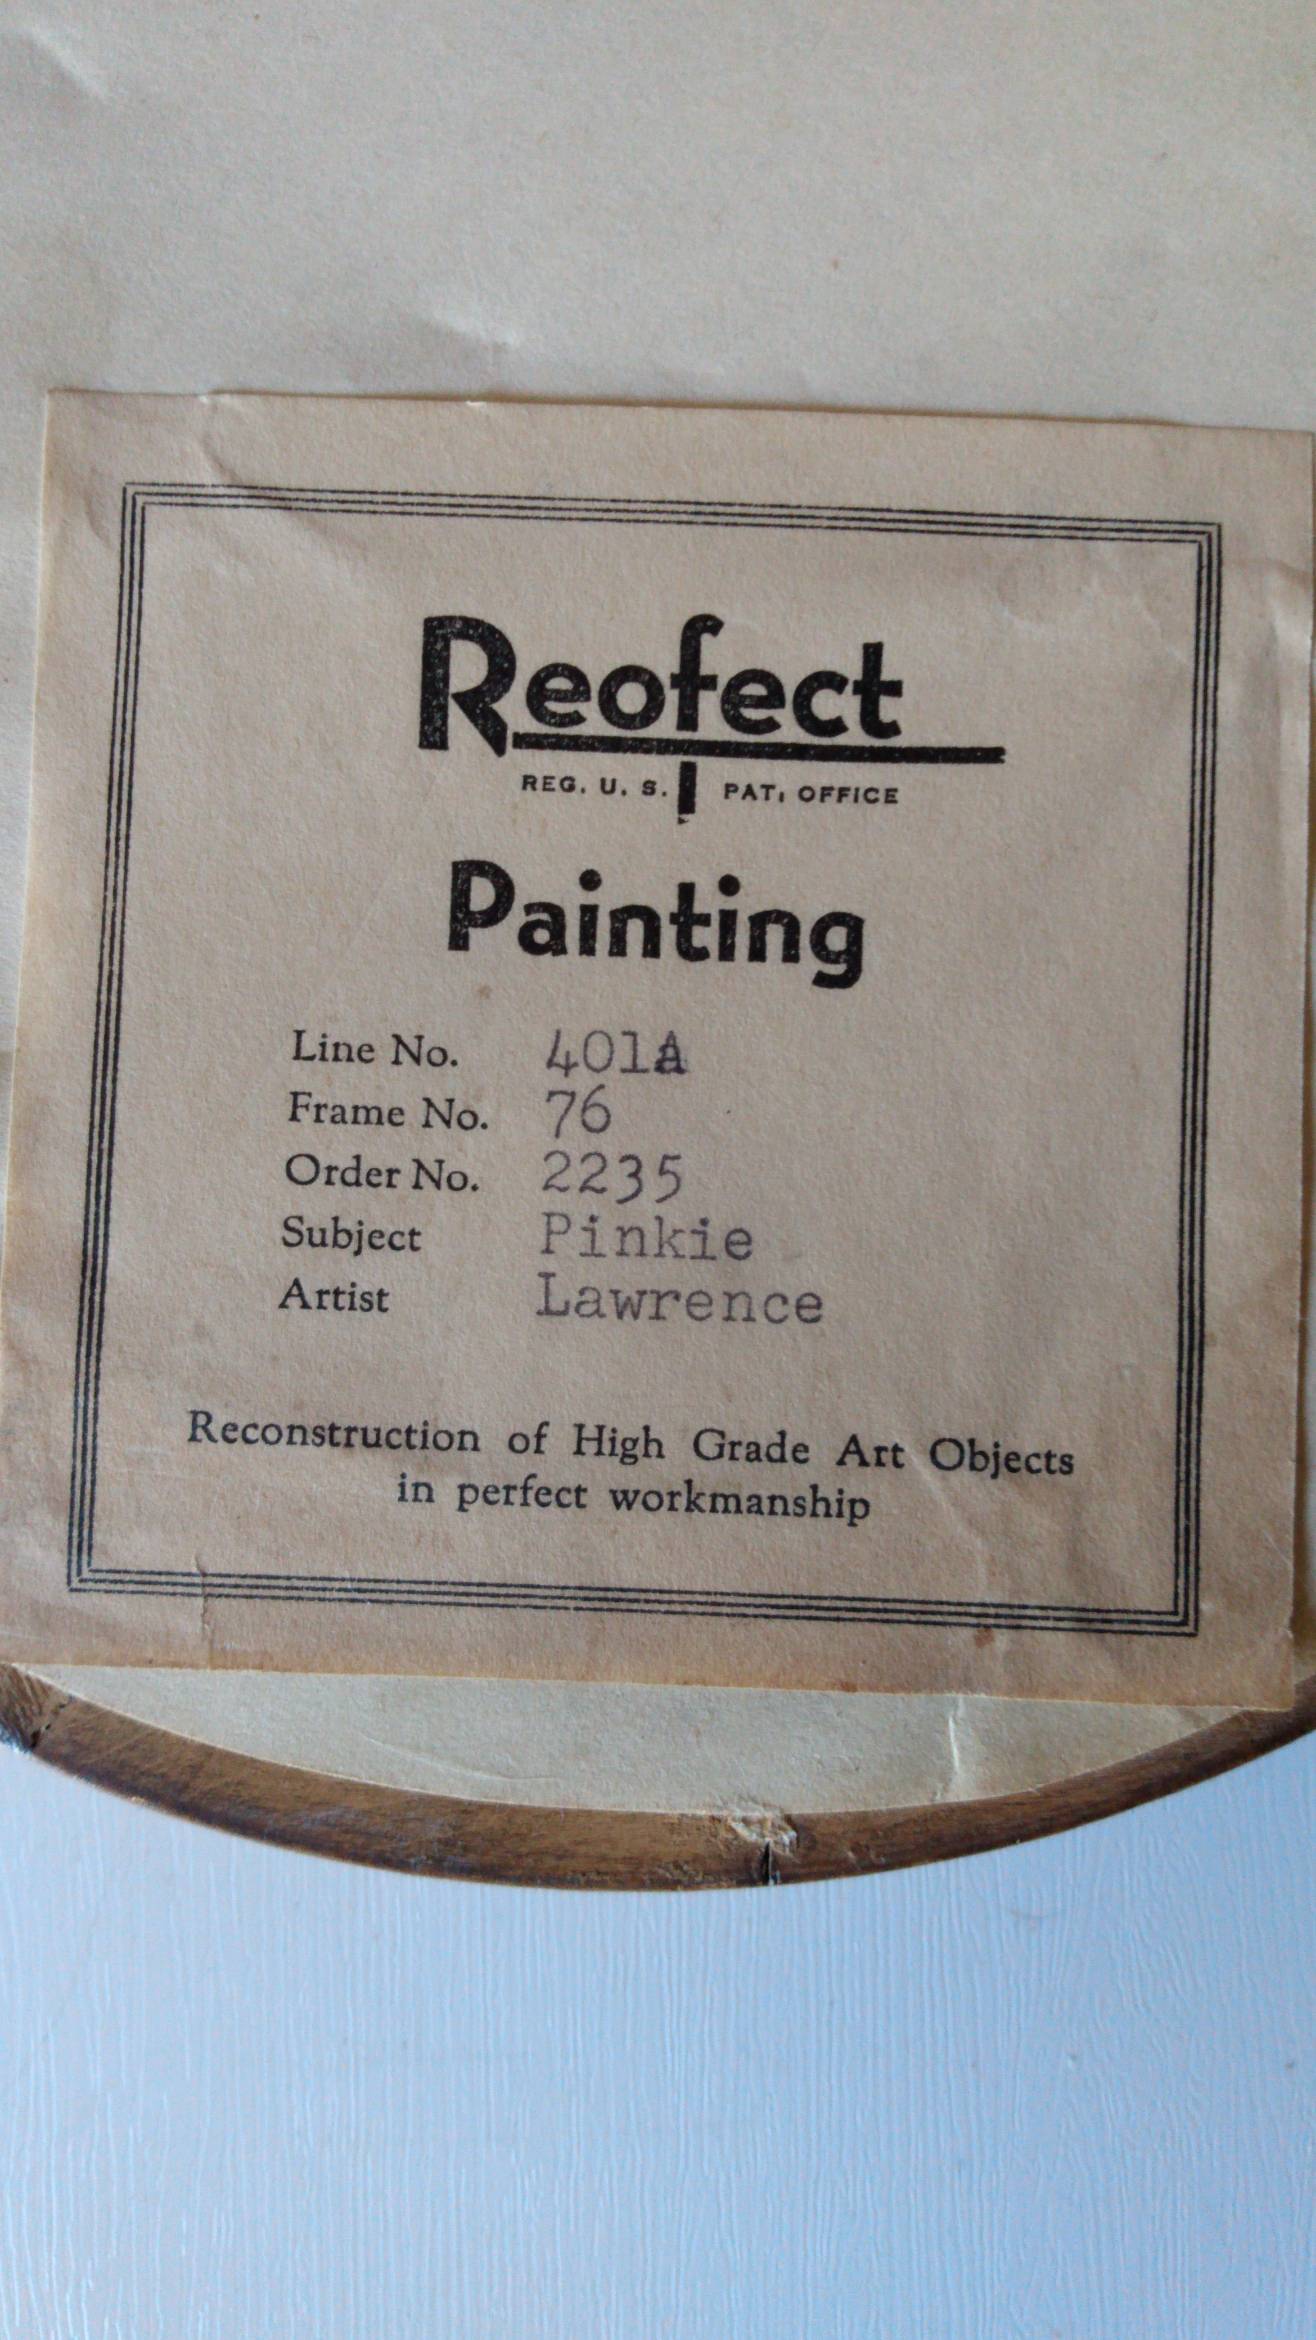 Reofect
REG. U. S. PAT. OFFICE
Painting
Line No. 401A
Frame No. 76
Order No. 2235
Subject Pinkie
Artist Lawrence
Reconstruction of High Grade Art Objects
in perfect workmanship